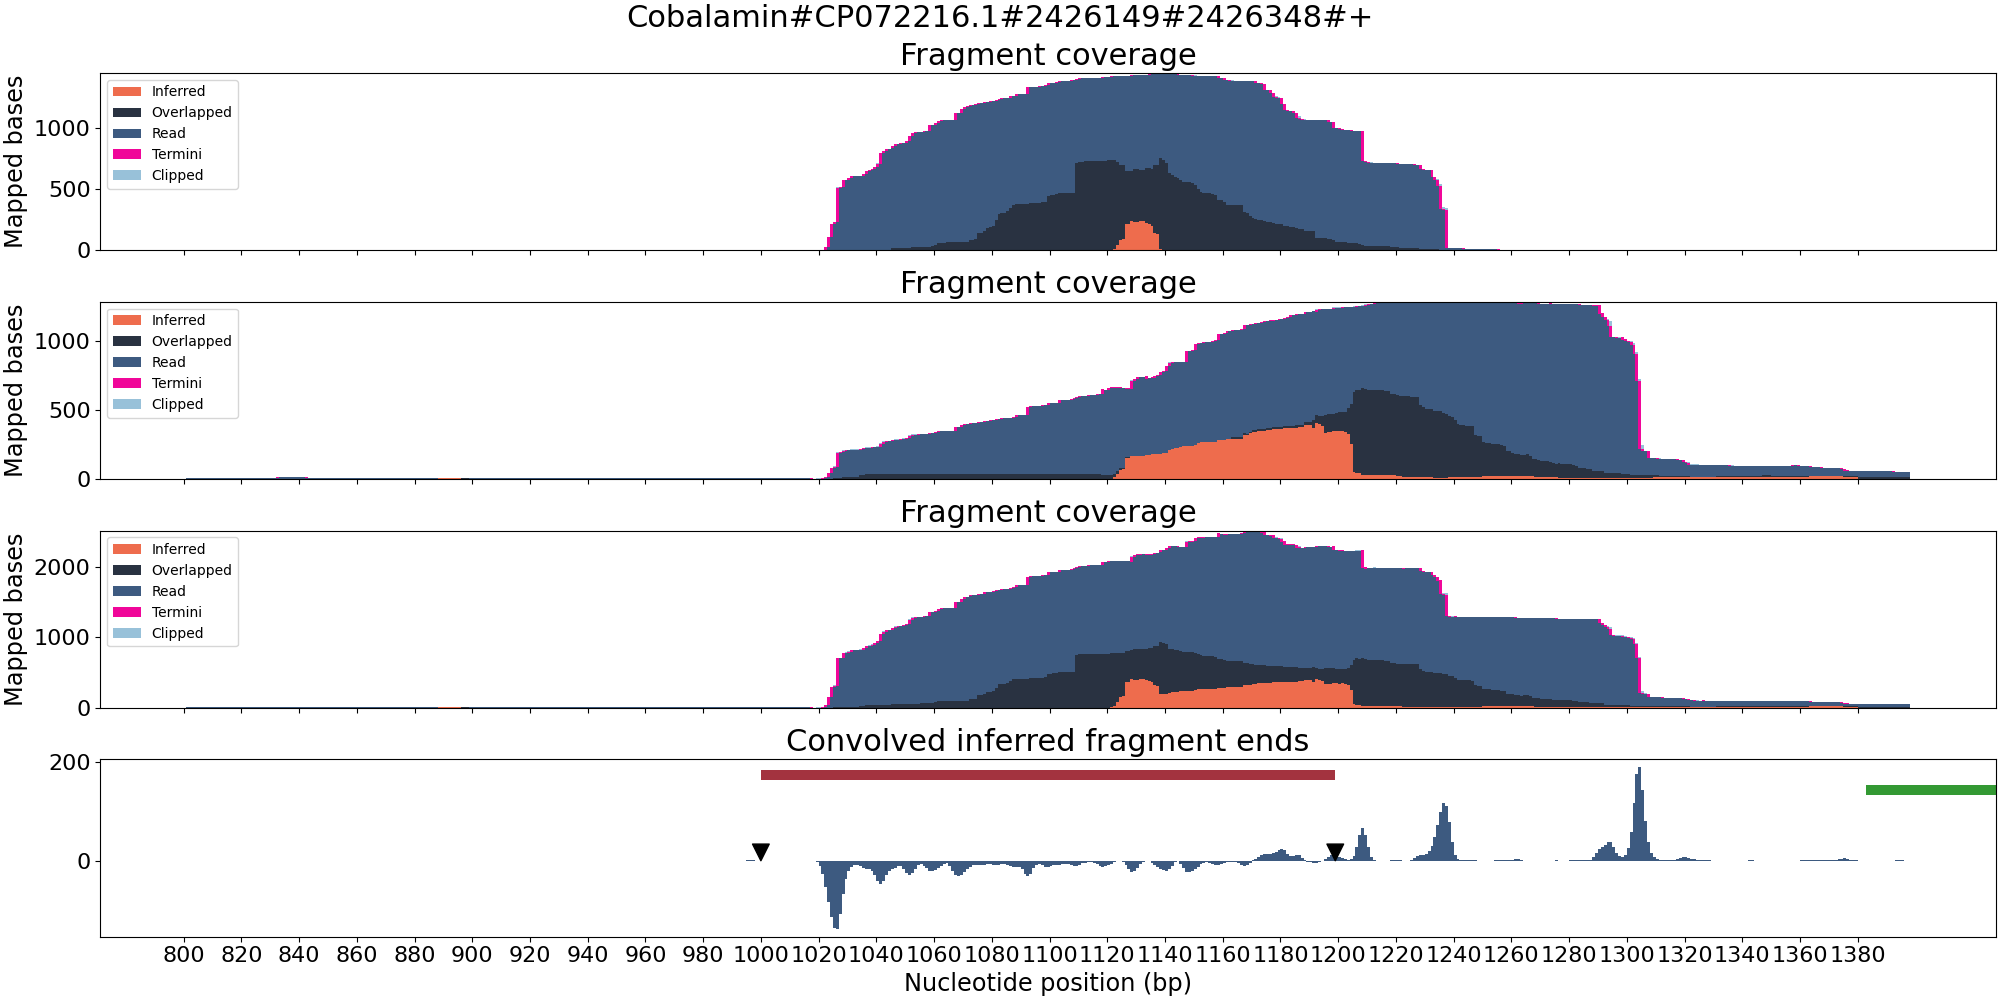 Cobalamin#CP072216.1#2426149#2426348#+
Fragment coverage
Mapped bases
1000
500
0
Inferred
Overlapped
Read
Termini
Clipped
Fragment coverage
Mapped bases
1000
500
0
Inferred
Overlapped
Read
Termini
Clipped
Fragment coverage
Mapped bases
2000
1000
0
Inferred
Overlapped
Read
Termini
Clipped
Convolved inferred fragment ends
200
0
800 820 840 860 880 900 920 940 960 980 1000 1020 1040 1060 1080 1100 1120 1140 1160 1180 1200 1220 1240 1260 1280 1300 1320 1340 1360 1380
Nucleotide position (bp)